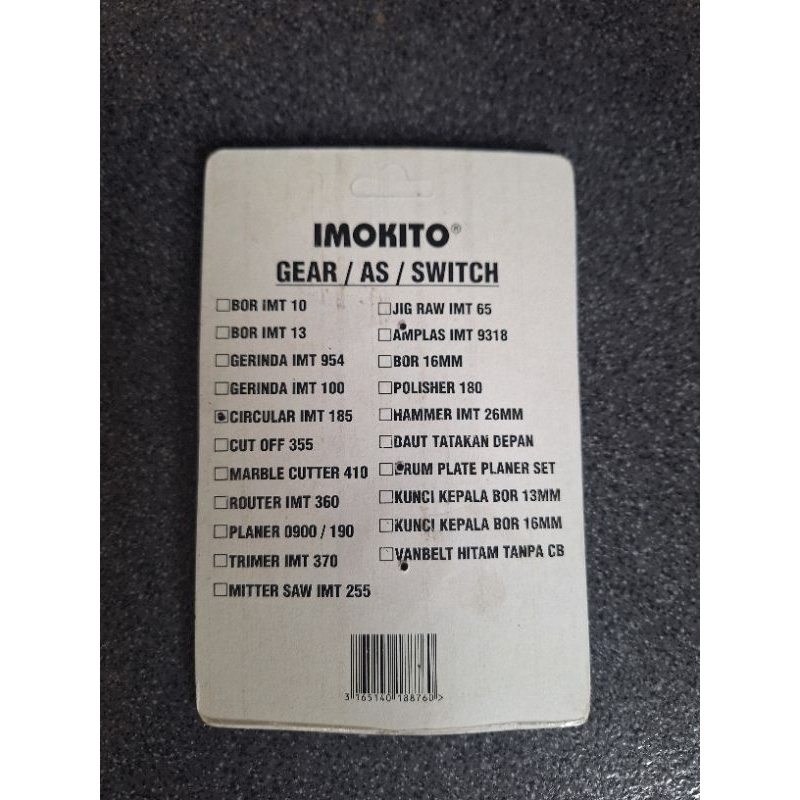 IMOKITO®
GEAR / AS / SWITCH
BOR IMT 10
BOR IMT 13
GERINDA IMT 954
GERINDA IMT 100
CIRCULAR IMT 185
CUT OFF 355
MARBLE CUTTER 410
ROUTER IMT 360
PLANER 0900 / 190
TRIMER IMT 370
MITTER SAW IMT 255
JIG RAW IMT 65
AMPLAS IMT 9318
BOR 16MM
POLISHER 180
HAMMER IMT 26MM
BAUT TATAKAN DEPAN
DRUM PLATE PLANER SET
KUNCI KEPALA BOR 13MM
KUNCI KEPALA BOR 16MM
VANBELT HITAM TANPA CB
3 165140 188760 >